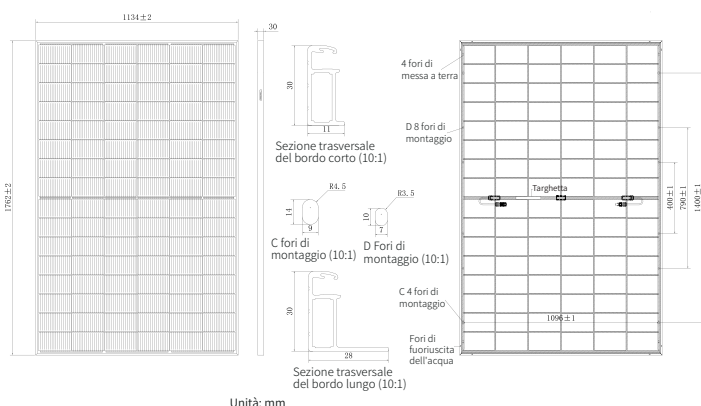 1134±2
30
1762±2
30
11
Sezione trasversale
del bordo corto (10:1)
R4.5
14
9
C fori di
montaggio (10:1)
R3.5
10
7
D Fori di
montaggio (10:1)
30
28
Sezione trasversale
del bordo lungo (10:1)
4 fori di
messa a terra
D 8 fori di
montaggio
Targhetta
400±1
790±1
1400±1
C 4 fori di
montaggio
1096±1
Fori di
fuoriuscita
dell'acqua
Unità: mm